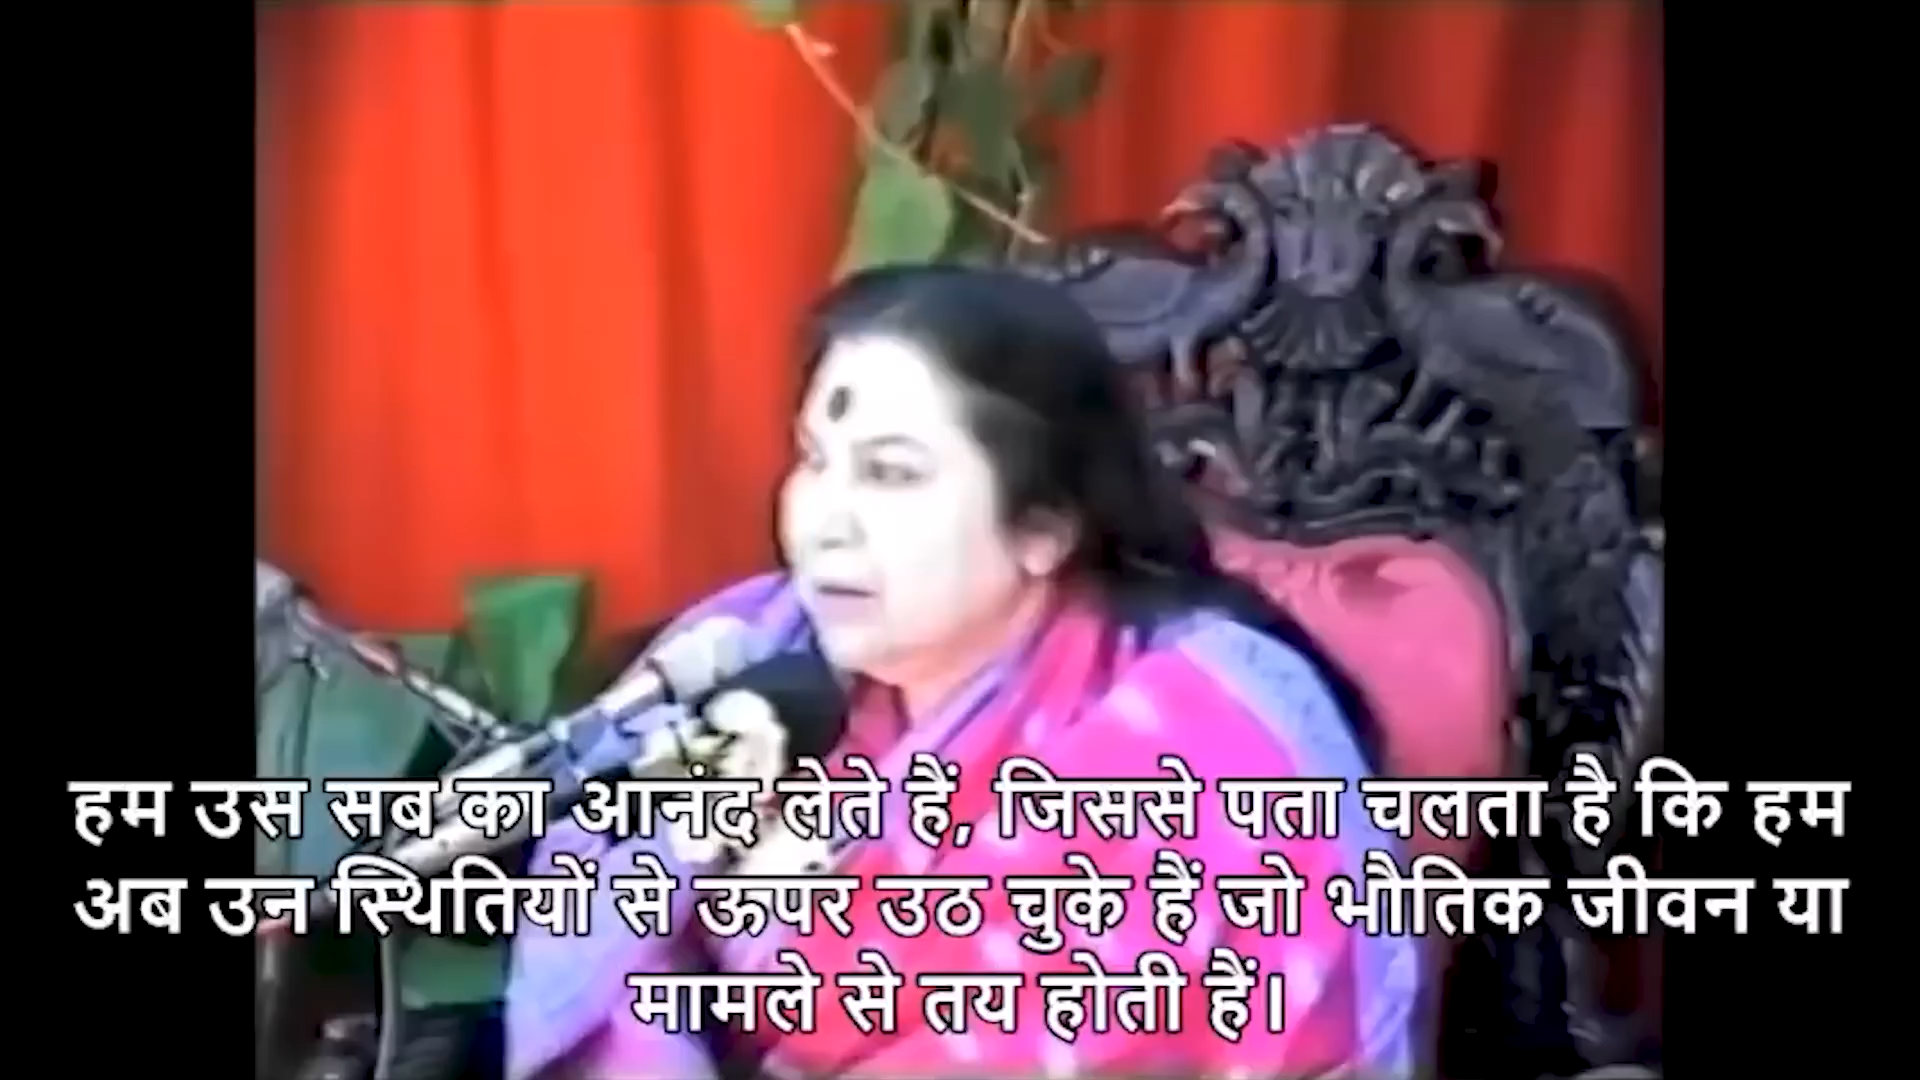 हम उस सब का आनंद लेते हैं, जिससे पता चलता है कि हम
अब उन स्थितियों से ऊपर उठ चुके हैं जो भौतिक जीवन या
मामले से तय होती हैं।